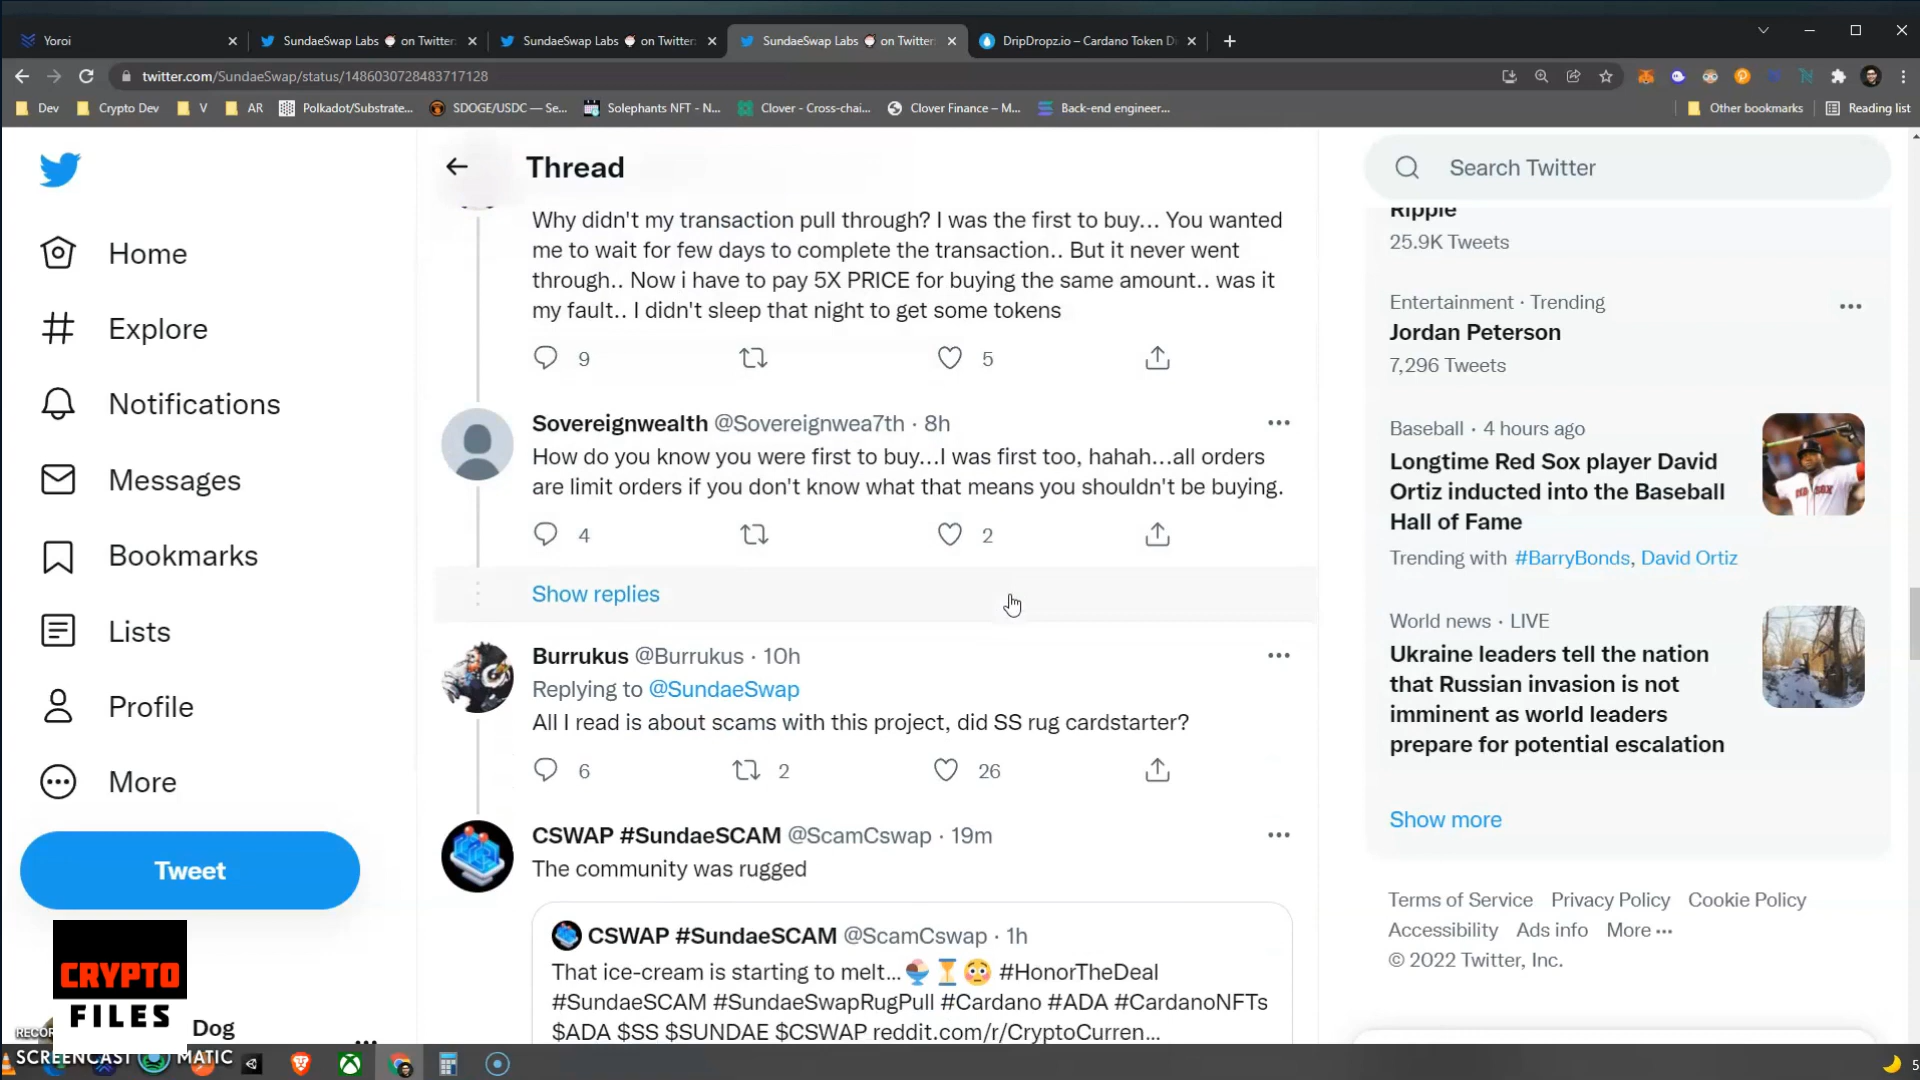 Yoroi
SundaeSwap Labs on Twitter:
SundaeSwap Labs on Twitter:
SundaeSwap Labs on Twitter:
DripDropz.io – Cardano Token Di
twitter.com/SundaeSwap/status/1486030728483717128
Dev
Crypto Dev
V
AR
Polkadot/Substrate...
SDOGE/USDC — Se...
Solephants NFT - N...
Clover - Cross-chai...
Clover Finance – M...
Back-end engineer...
Other bookmarks
Reading list
Home
Explore
Notifications
Messages
Bookmarks
Lists
Profile
More
Tweet
CRYPTO
FILES
Dog
SCREENCAST MATIC
Thread
Why didn't my transaction pull through? I was the first to buy... You wanted
me to wait for few days to complete the transaction.. But it never went
through.. Now i have to pay 5X PRICE for buying the same amount.. was it
my fault.. I didn't sleep that night to get some tokens
9
5
Sovereignwealth @Sovereignwea7th · 8h
How do you know you were first to buy...I was first too, hahah...all orders
are limit orders if you don't know what that means you shouldn't be buying.
4
2
Show replies
Burrukus @Burrukus · 10h
Replying to @SundaeSwap
All I read is about scams with this project, did SS rug cardstarter?
6
2
26
CSWAP #SundaeSCAM @ScamCswap · 19m
The community was rugged
CSWAP #SundaeSCAM @ScamCswap · 1h
That ice-cream is starting to melt...🍨⏳😳 #HonorTheDeal
#SundaeSCAM #SundaeSwapRugPull #Cardano #ADA #CardanoNFTs
$ADA $SS $SUNDAE $CSWAP reddit.com/r/CryptoCurren...
Search Twitter
Ripple
25.9K Tweets
Entertainment · Trending
Jordan Peterson
7,296 Tweets
Baseball · 4 hours ago
Longtime Red Sox player David
Ortiz inducted into the Baseball
Hall of Fame
Trending with #BarryBonds, David Ortiz
World news · LIVE
Ukraine leaders tell the nation
that Russian invasion is not
imminent as world leaders
prepare for potential escalation
Show more
Terms of Service Privacy Policy Cookie Policy
Accessibility Ads info More ···
© 2022 Twitter, Inc.
5